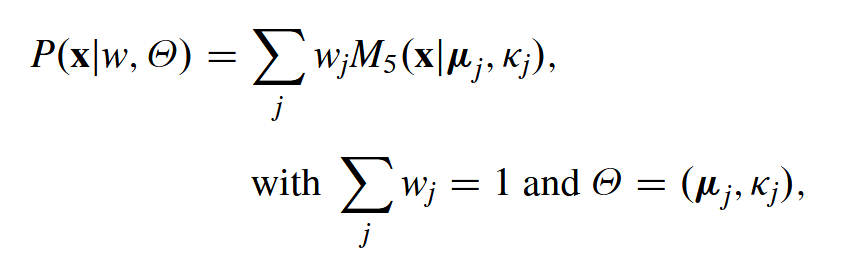 P(𝐱|w, Θ) = ∑_j w_j M_5(𝐱|𝝁_j, κ_j),
with ∑_j w_j = 1 and Θ = (𝝁_j, κ_j),